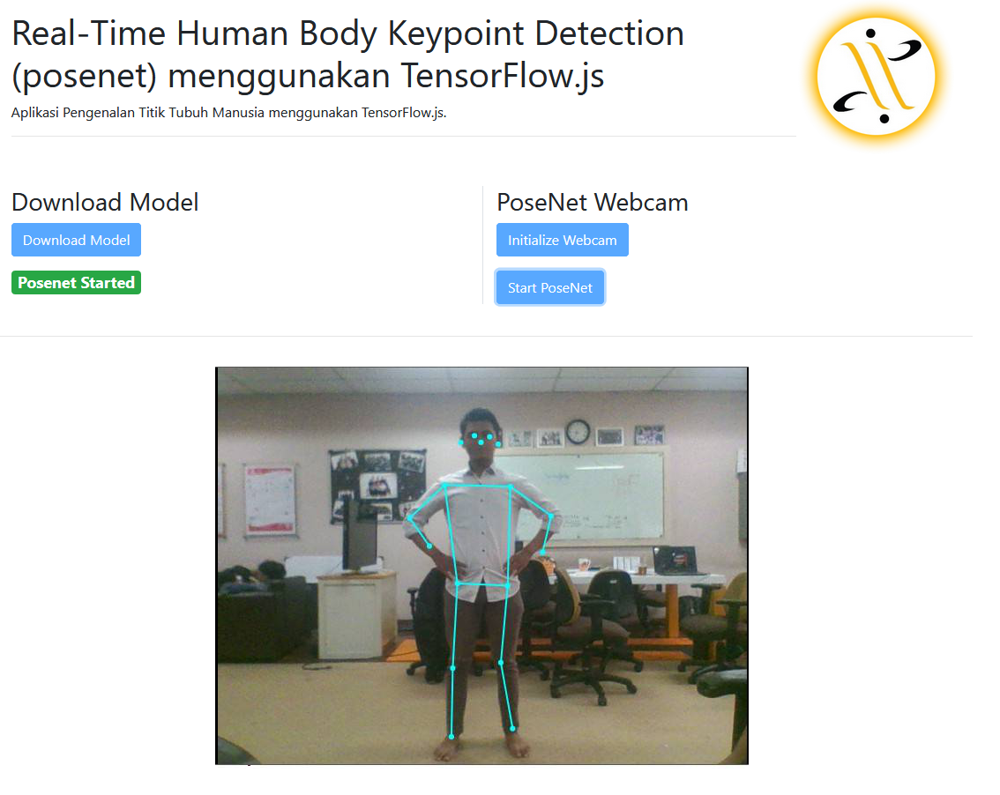 Real-Time Human Body Keypoint Detection
(posenet) menggunakan TensorFlow.js
Aplikasi Pengenalan Titik Tubuh Manusia menggunakan TensorFlow.js.
Download Model
Download Model
Posenet Started
PoseNet Webcam
Initialize Webcam
Start PoseNet